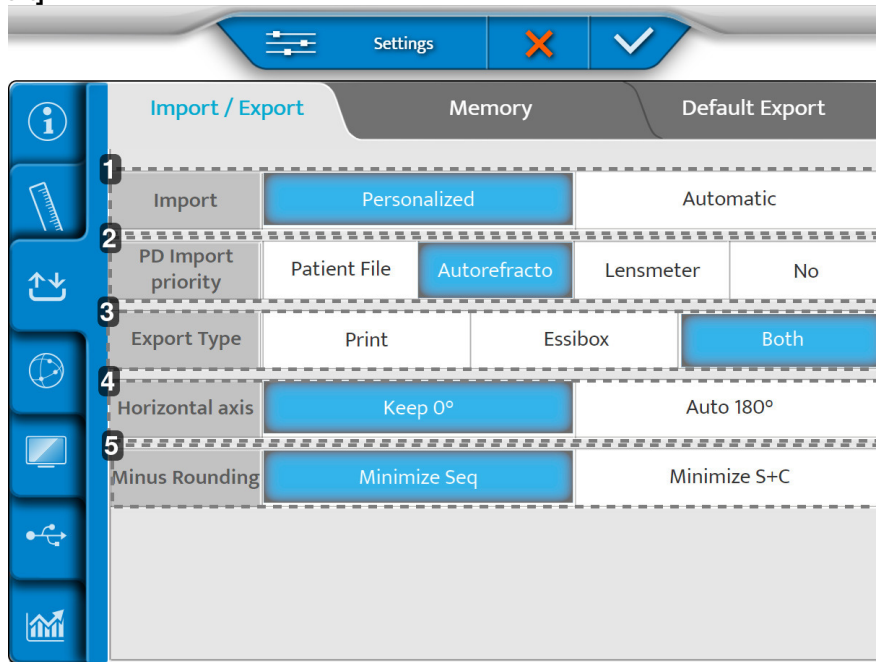 Settings
Import / Export Memory Default Export
1
Import Personalized Automatic
2
PD Import
priority Patient File Autorefracto Lensmeter No
3
Export Type Print Essibox Both
4
Horizontal axis Keep 0° Auto 180°
5
Minus Rounding Minimize Seq Minimize S+C